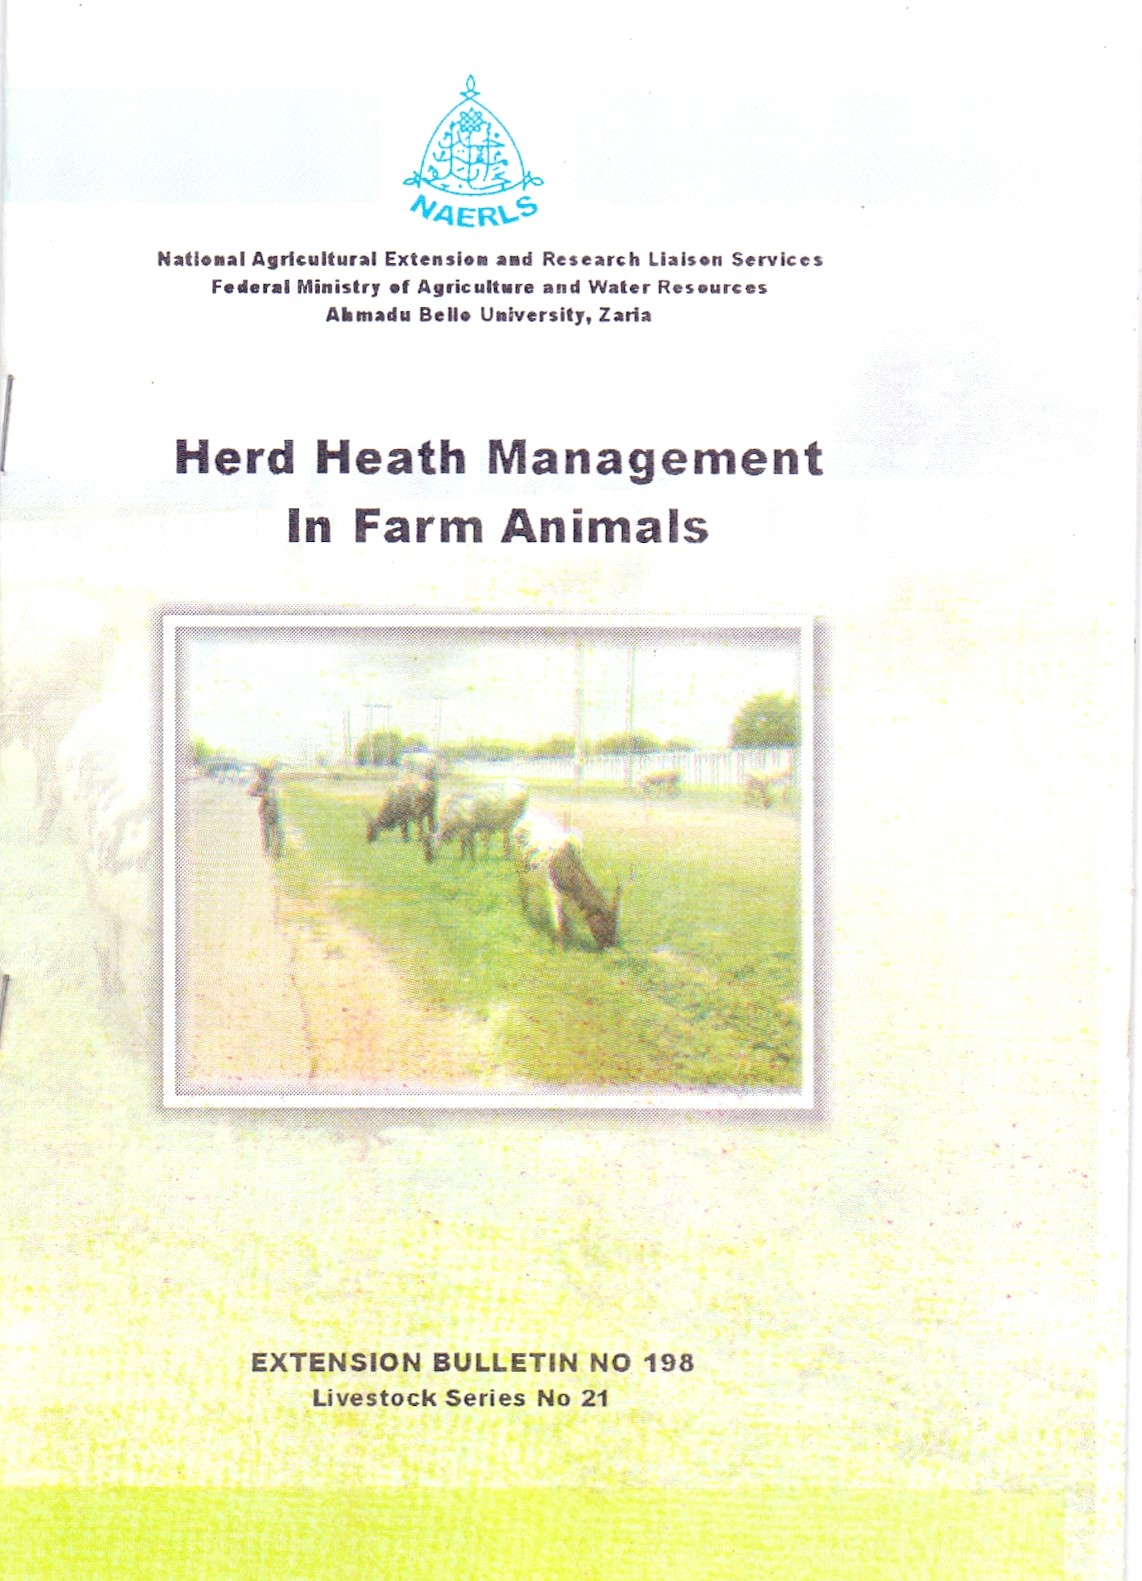 NAERLS
National Agricultural Extension and Research Liaison Services
Federal Ministry of Agriculture and Water Resources
Ahmadu Bello University, Zaria
Herd Heath Management
In Farm Animals
EXTENSION BULLETIN NO 198
Livestock Series No 21